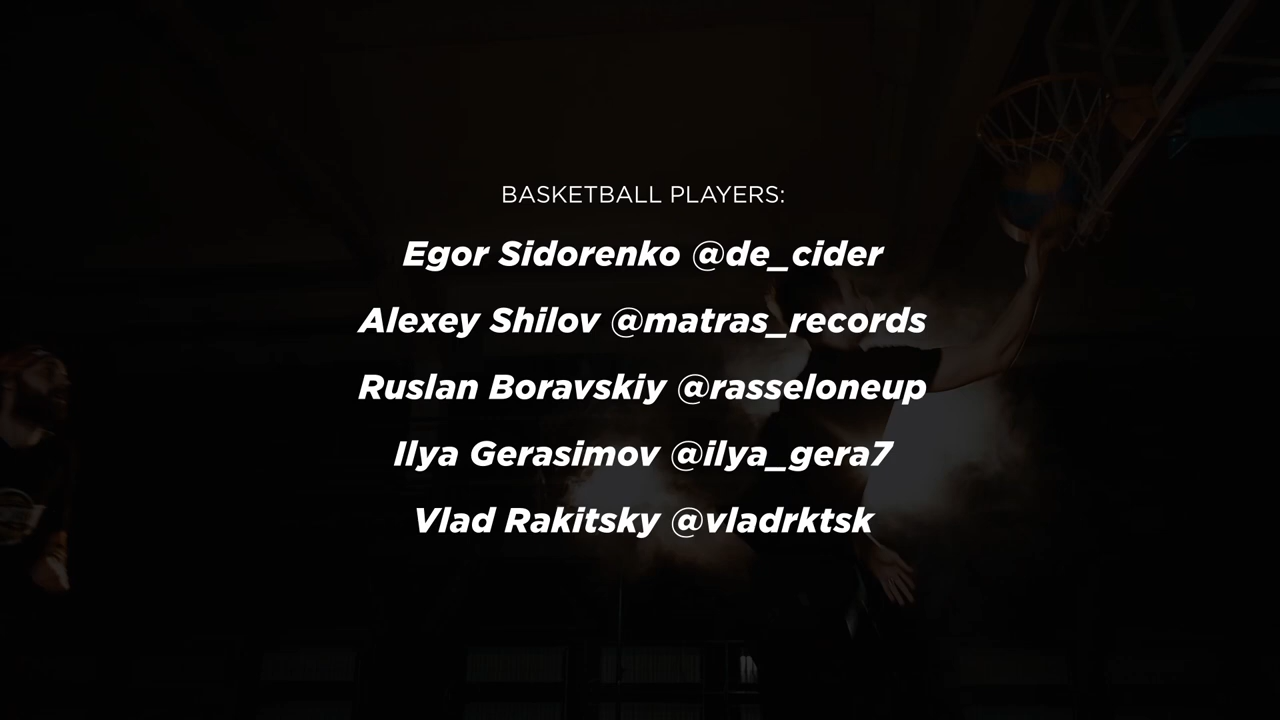 BASKETBALL PLAYERS:
Egor Sidorenko @de_cider
Alexey Shilov @matras_records
Ruslan Boravskiy @rasseloneup
Ilya Gerasimov @ilya_gera7
Vlad Rakitsky @vladrktsk